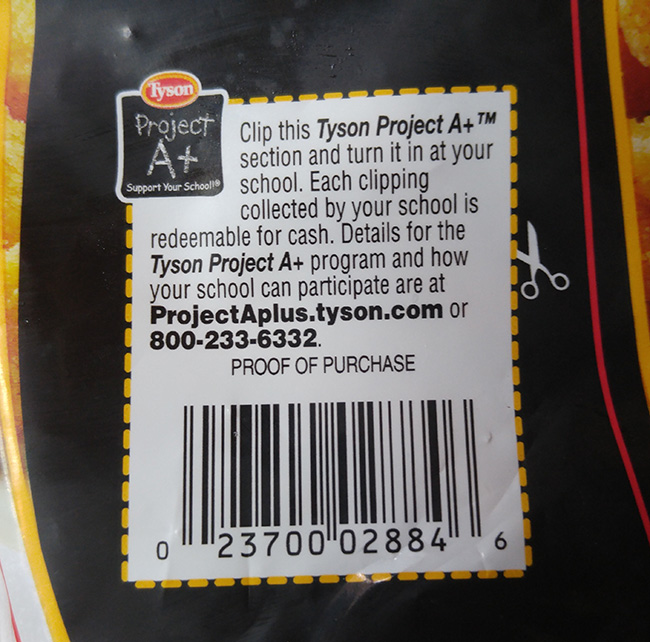 Tyson
Project
A+
Support Your School!®
Clip this Tyson Project A+™
section and turn it in at your
school. Each clipping
collected by your school is
redeemable for cash. Details for the
Tyson Project A+ program and how
your school can participate are at
ProjectAplus.tyson.com or
800-233-6332.
PROOF OF PURCHASE
0 23700 02884 6